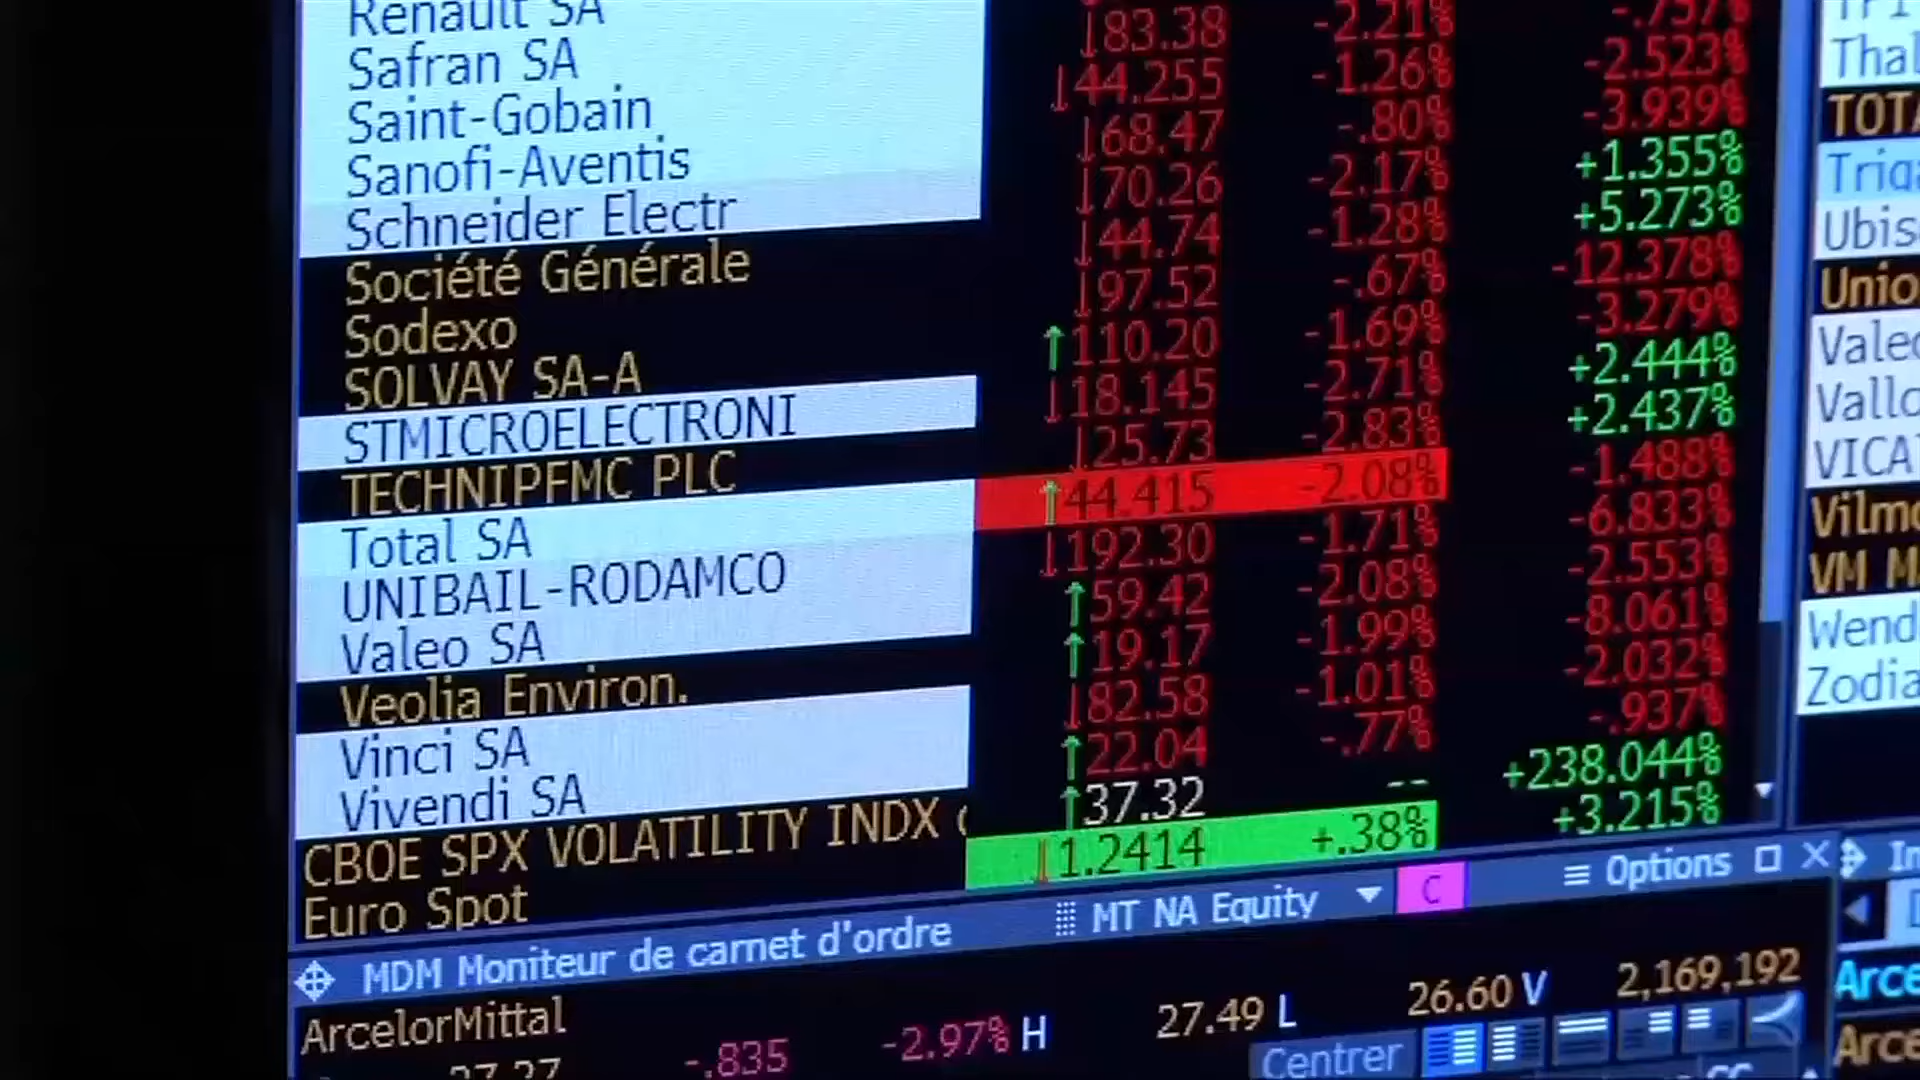 Renault SA
Safran SA ↓83.38 -2.21%
Saint-Gobain ↓44.255 -1.26% -2.523%
Sanofi-Aventis ↓68.47 -.80% -3.939%
Schneider Electr ↓70.26 -2.17% +1.355%
Société Générale ↓44.74 -1.28% +5.273%
Sodexo ↓97.52 -.67% -12.378%
SOLVAY SA-A ↑110.20 -1.69% -3.279%
STMICROELECTRONI ↓18.145 -2.71% +2.444%
TECHNIPFMC PLC ↓25.73 -2.83% +2.437%
Total SA ↑44.415 -2.08% -1.488%
UNIBAIL-RODAMCO ↓192.30 -1.71% -6.833%
Valeo SA ↑59.42 -2.08% -2.553%
Veolia Environ. ↑19.17 -1.99% -8.061%
Vinci SA ↓82.58 -1.01% -2.032%
Vivendi SA ↑22.04 -.77% -.937%
CBOE SPX VOLATILITY INDX ↑37.32 -- +238.044%
Euro Spot ↓1.2414 +.38% +3.215%
MDM Moniteur de carnet d'ordre MT NA Equity C Options
ArcelorMittal 27.49 L 26.60 V 2,169,192
-.835 -2.97% H
Centrer
Thal
TOTA
Triga
Ubis
Unio
Valeo
Vallo
VICA
Vilmo
VM M
Wend
Zodia
In
Arce
Arce